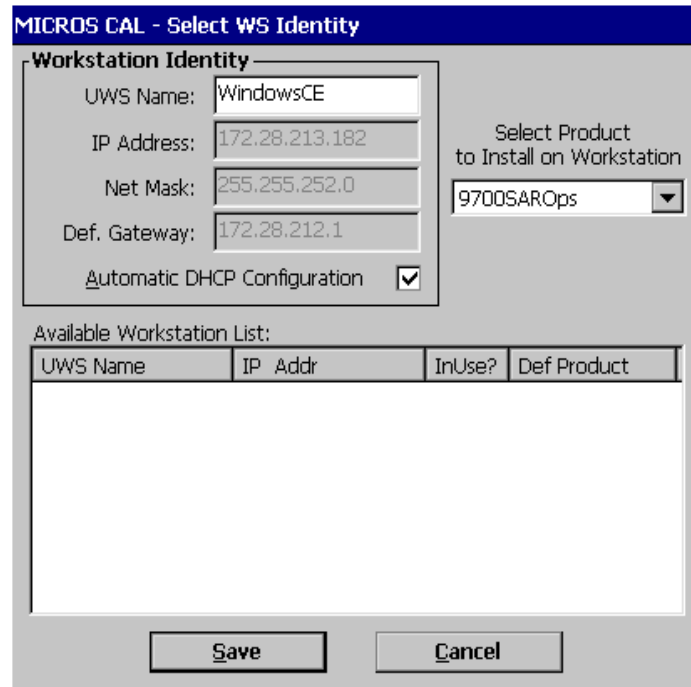 MICROS CAL - Select WS Identity
Workstation Identity
UWS Name: WindowsCE
IP Address: 172.28.213.182
Net Mask: 255.255.252.0
Def. Gateway: 172.28.212.1
Automatic DHCP Configuration
Select Product
to Install on Workstation
9700SAROps
Available Workstation List:
UWS Name IP Addr InUse? Def Product
Save Cancel